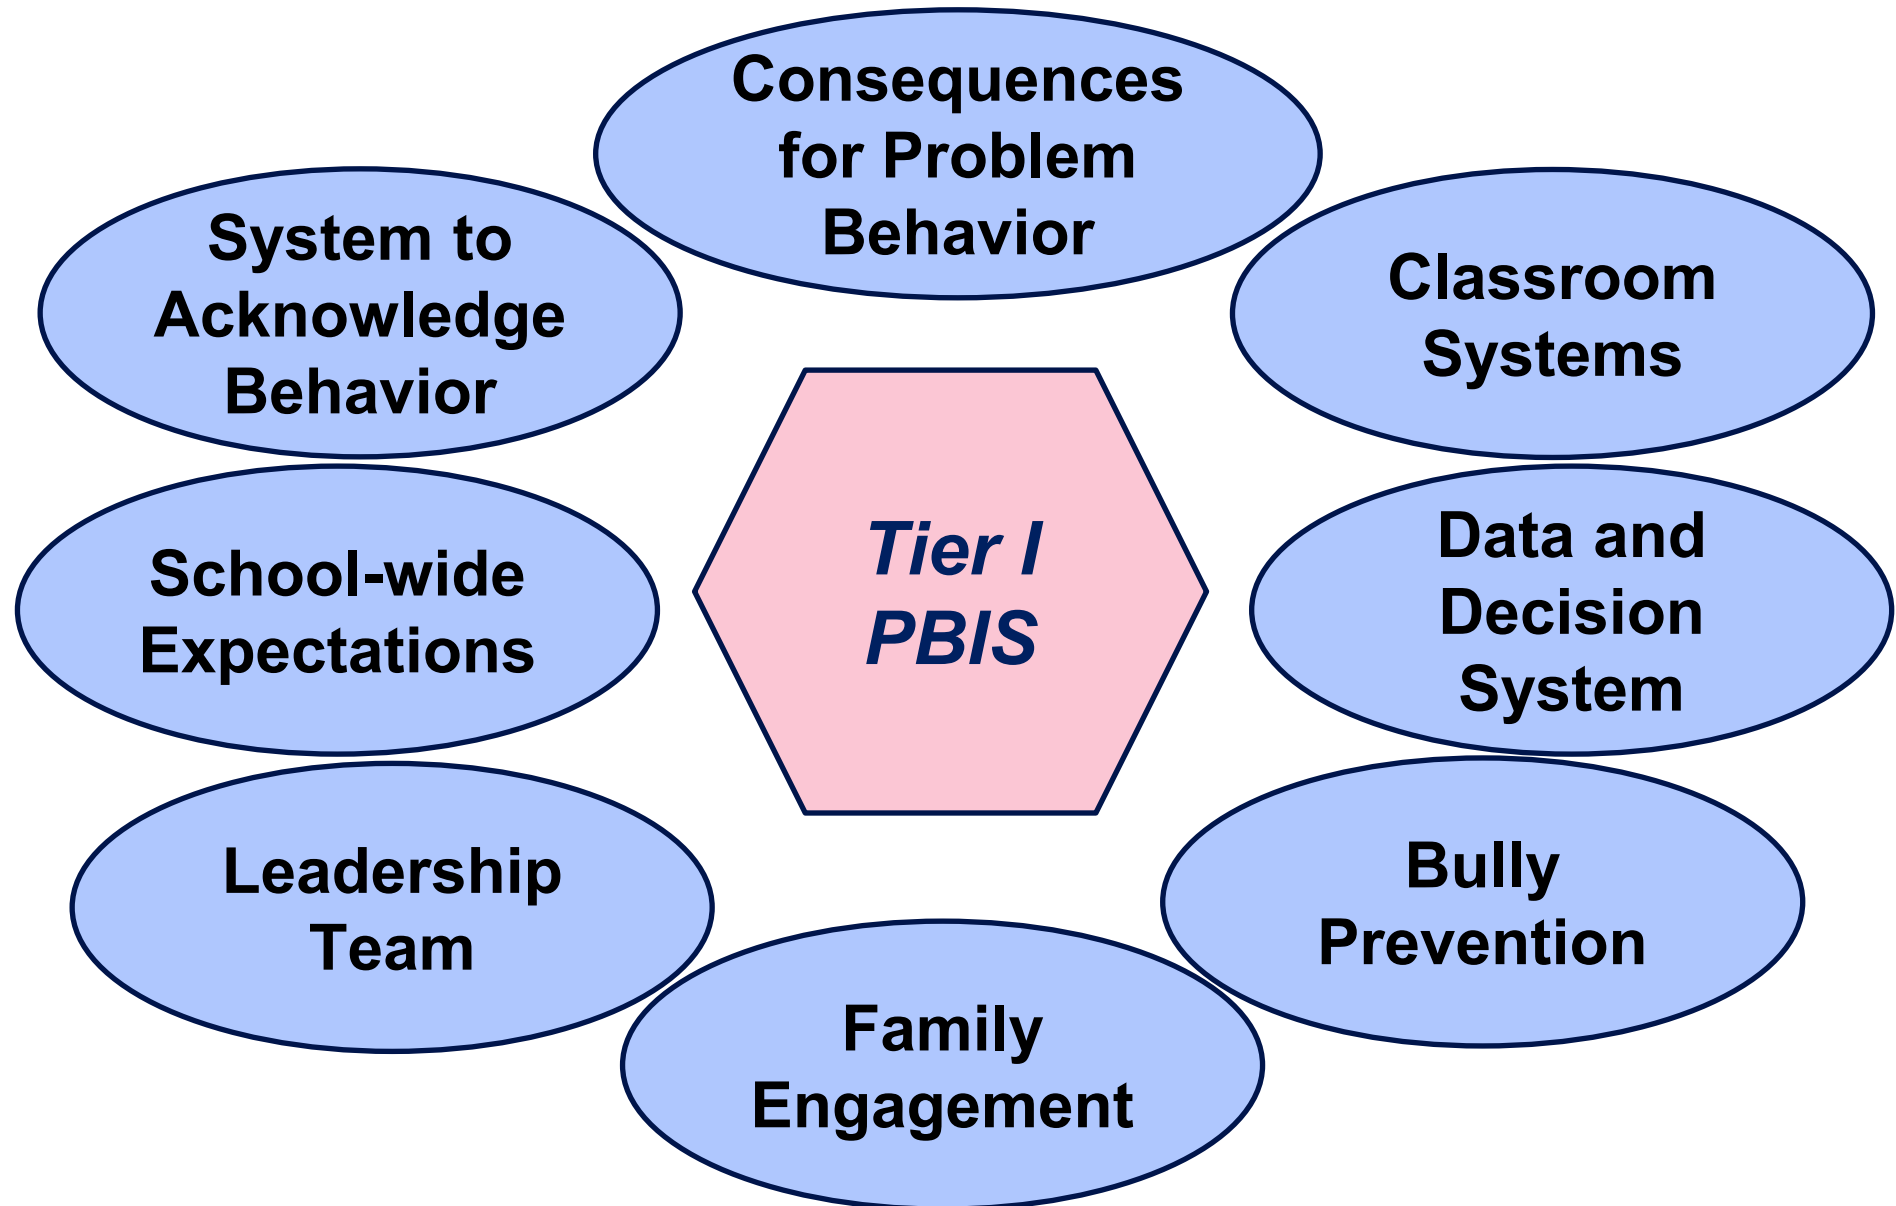 Consequences
for Problem
Behavior
System to
Acknowledge
Behavior
Classroom
Systems
School-wide
Expectations
Tier I
PBIS
Data and
Decision
System
Leadership
Team
Bully
Prevention
Family
Engagement